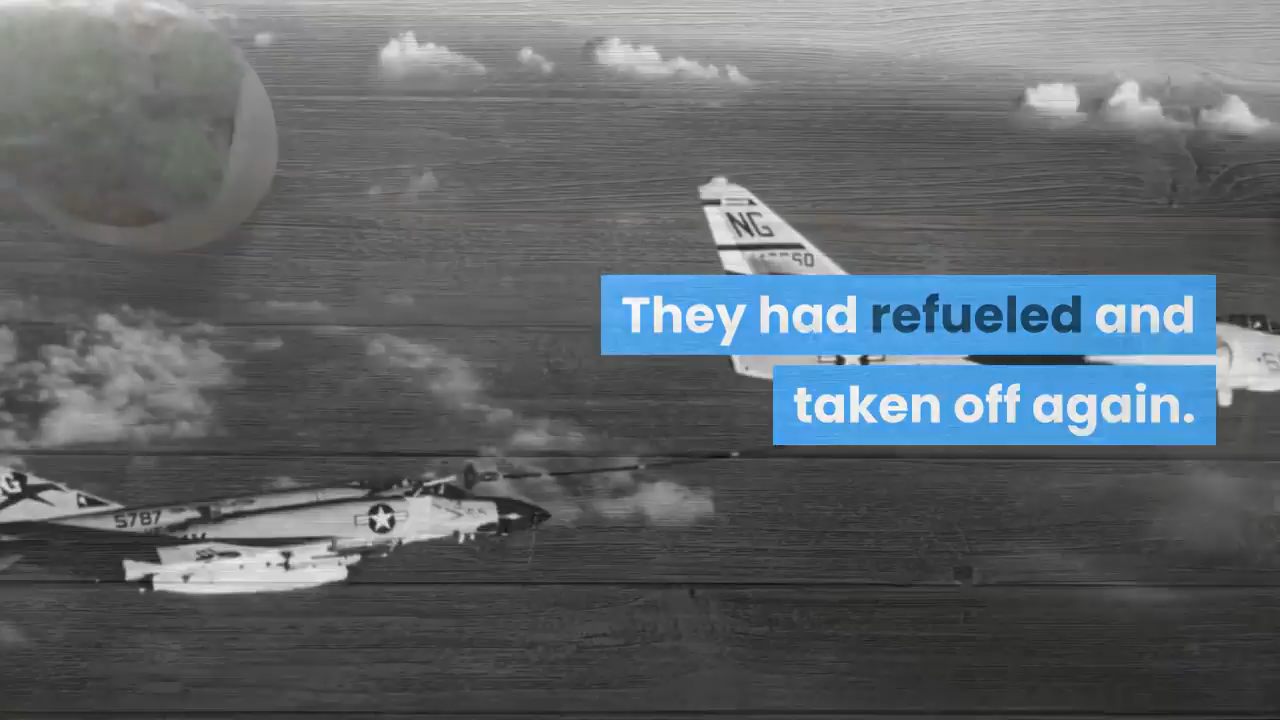 NG
They had refueled and
taken off again.
5787